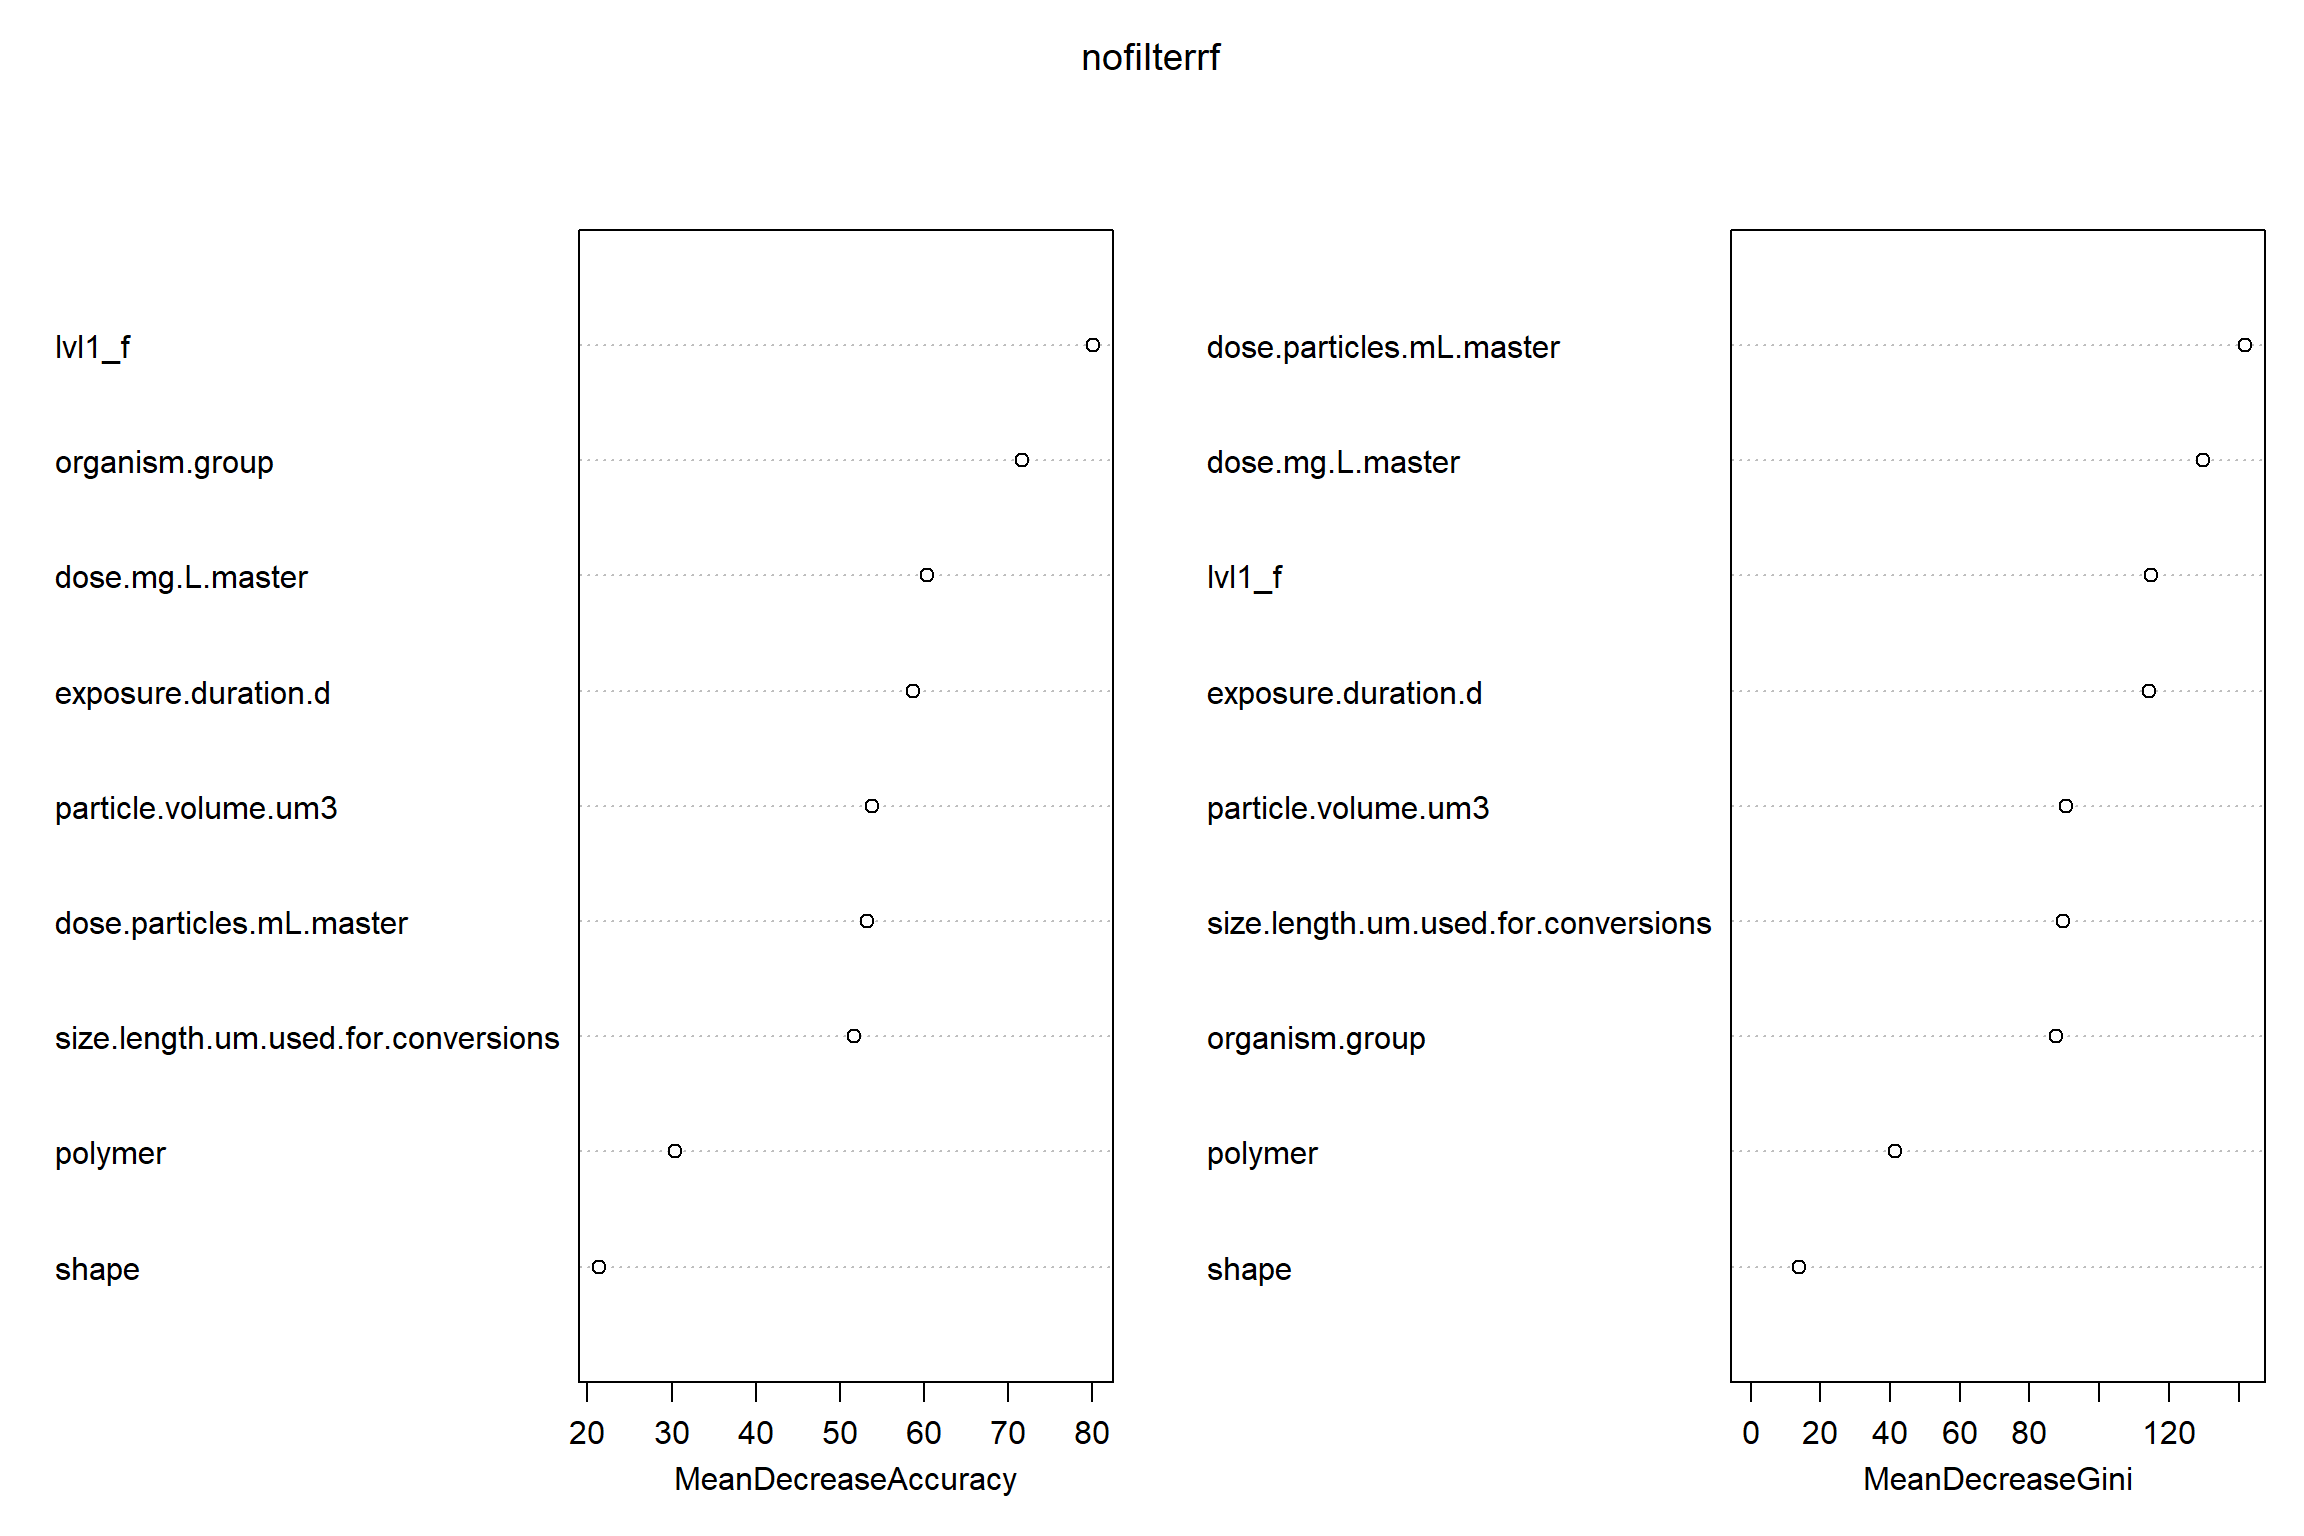 nofilterrf
lvl1_f
organism.group
dose.mg.L.master
exposure.duration.d
particle.volume.um3
dose.particles.mL.master
size.length.um.used.for.conversions
polymer
shape
20 30 40 50 60 70 80
MeanDecreaseAccuracy
dose.particles.mL.master
dose.mg.L.master
lvl1_f
exposure.duration.d
particle.volume.um3
size.length.um.used.for.conversions
organism.group
polymer
shape
0 20 40 60 80 120
MeanDecreaseGini